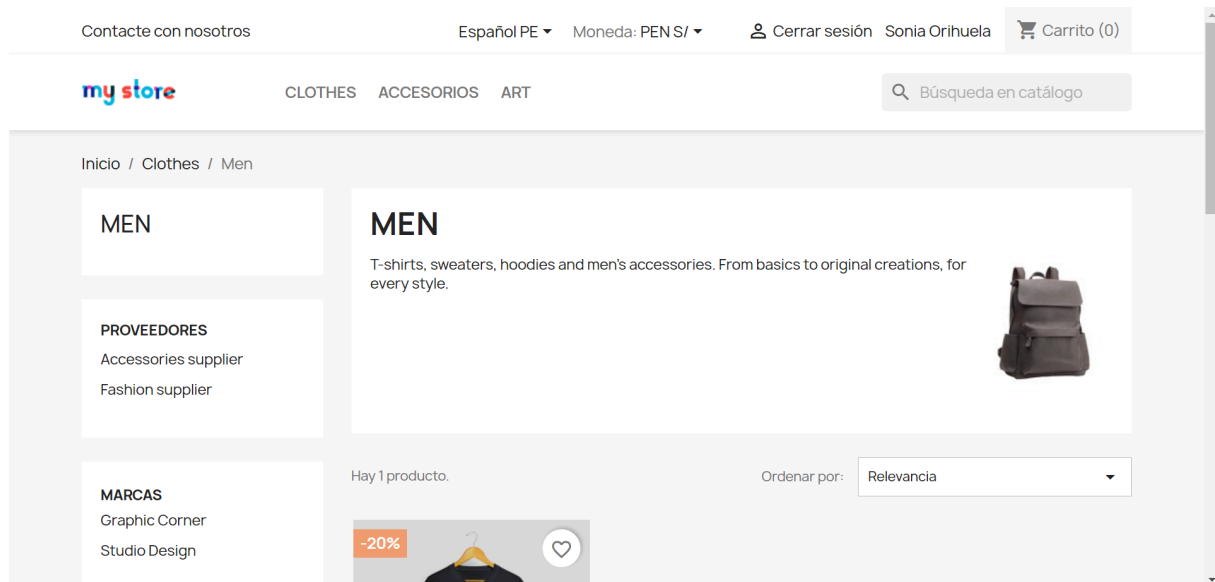 Contacte con nosotros
Español PE
Moneda: PEN S/
Cerrar sesión
Sonia Orihuela
Carrito (0)
my store
CLOTHES
ACCESORIOS
ART
Búsqueda en catálogo
Inicio / Clothes / Men
MEN
PROVEEDORES
Accessories supplier
Fashion supplier
MARCAS
Graphic Corner
Studio Design
MEN
T-shirts, sweaters, hoodies and men's accessories. From basics to original creations, for
every style.
Hay 1 producto.
Ordenar por:
Relevancia
-20%